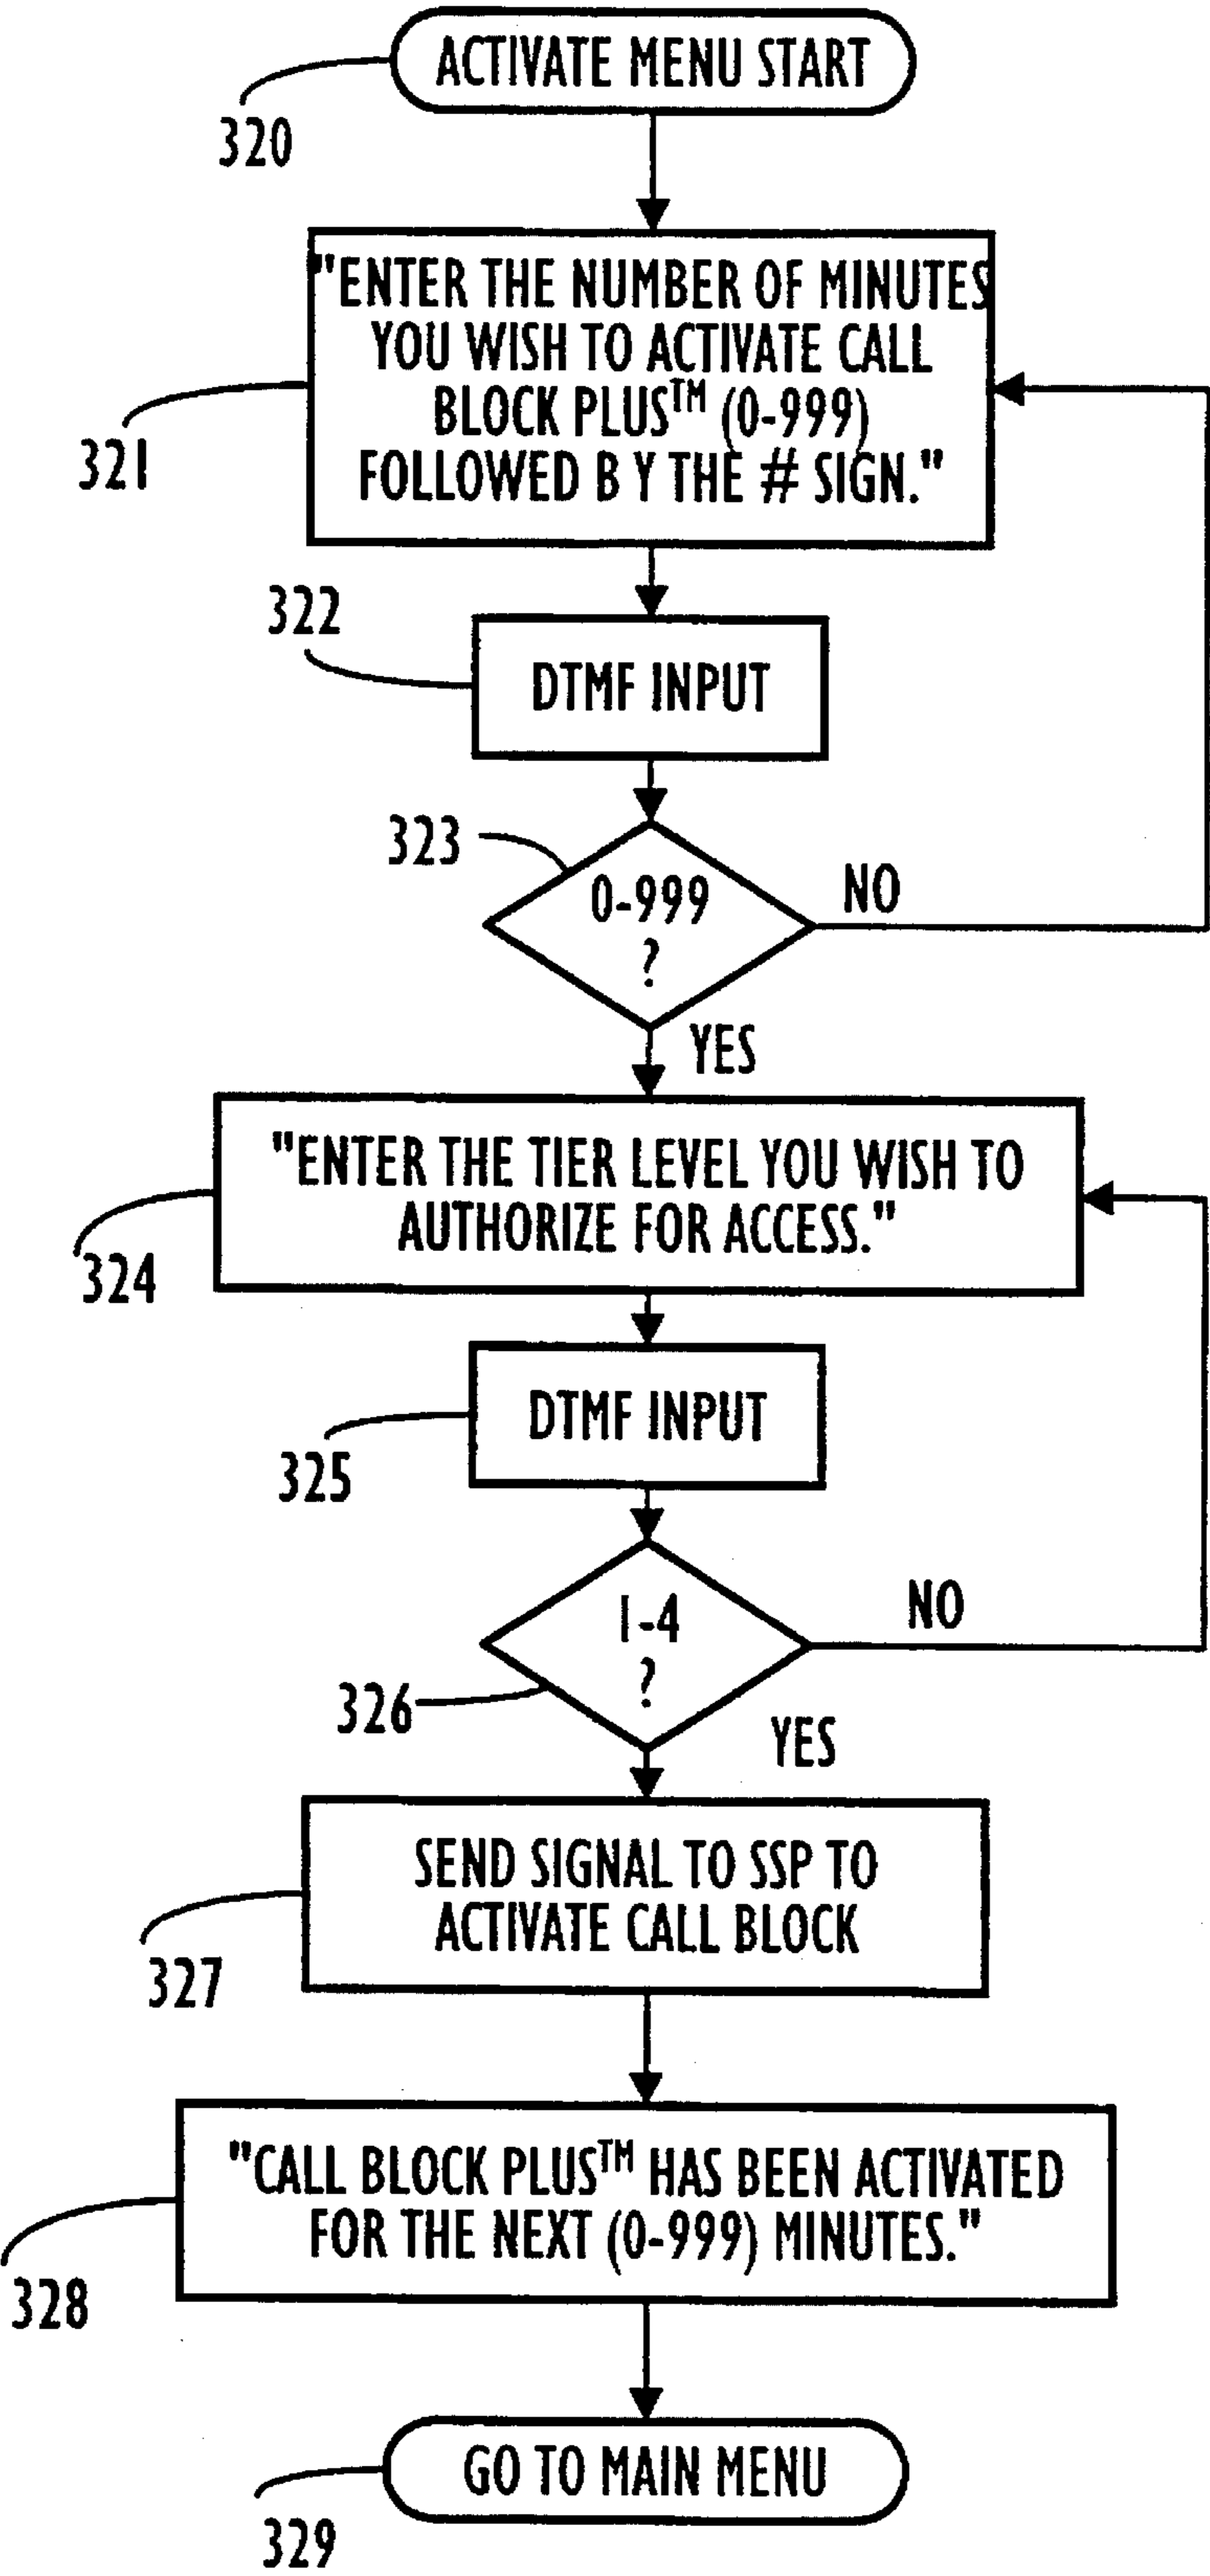 ACTIVATE MENU START
320
"ENTER THE NUMBER OF MINUTES
YOU WISH TO ACTIVATE CALL
BLOCK PLUS™ (0-999)
FOLLOWED BY THE # SIGN."
321
322
DTMF INPUT
323
0-999
?
NO
YES
"ENTER THE TIER LEVEL YOU WISH TO
AUTHORIZE FOR ACCESS."
324
DTMF INPUT
325
1-4
?
NO
326
YES
SEND SIGNAL TO SSP TO
ACTIVATE CALL BLOCK
327
"CALL BLOCK PLUS™ HAS BEEN ACTIVATED
FOR THE NEXT (0-999) MINUTES."
328
GO TO MAIN MENU
329